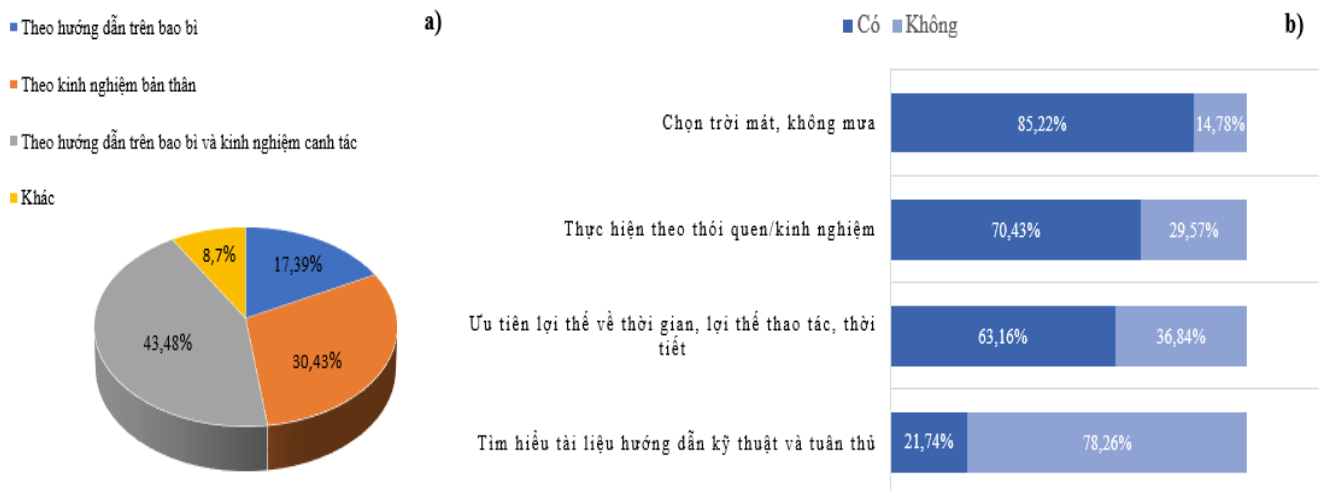 Theo hướng dẫn trên bao bì
Theo kinh nghiệm bản thân
Theo hướng dẫn trên bao bì và kinh nghiệm canh tác
Khác
a)
8,7%
17,39%
43,48%
30,43%
Có Không
b)
Chọn trời mát, không mưa
85,22% 14,78%
Thực hiện theo thói quen/kinh nghiệm
70,43% 29,57%
Ưu tiên lợi thế về thời gian, lợi thế thao tác, thời
tiết
63,16% 36,84%
Tìm hiểu tài liệu hướng dẫn kỹ thuật và tuân thủ
21,74% 78,26%